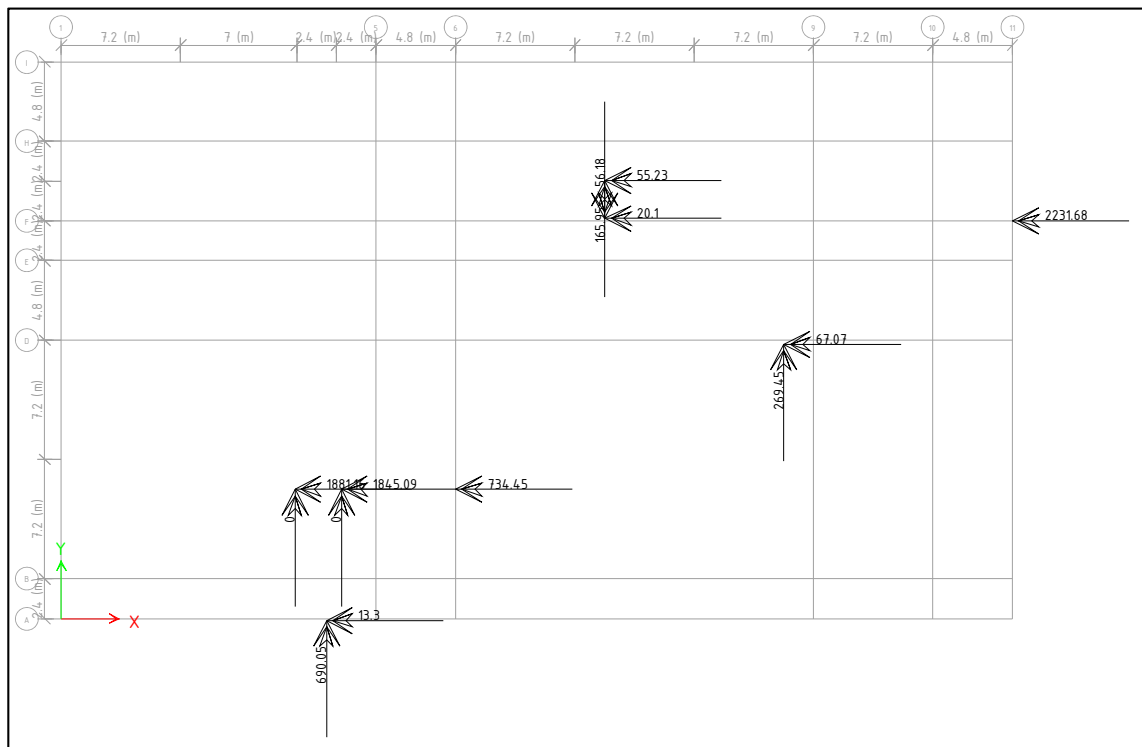 1
5
6
9
10
11
7.2 (m)
7 (m)
2.4 (m)
2.4 (m)
4.8 (m)
7.2 (m)
7.2 (m)
7.2 (m)
7.2 (m)
4.8 (m)
I
4.8 (m)
H
2.4 (m)
2.4 (m)
F
2.4 (m)
E
4.8 (m)
D
7.2 (m)
7.2 (m)
B
2.4 (m)
A
56.18
55.23
20.1
2231.68
67.07
269.45
1845.09
734.45
0
0
13.3
690.05
Y
X